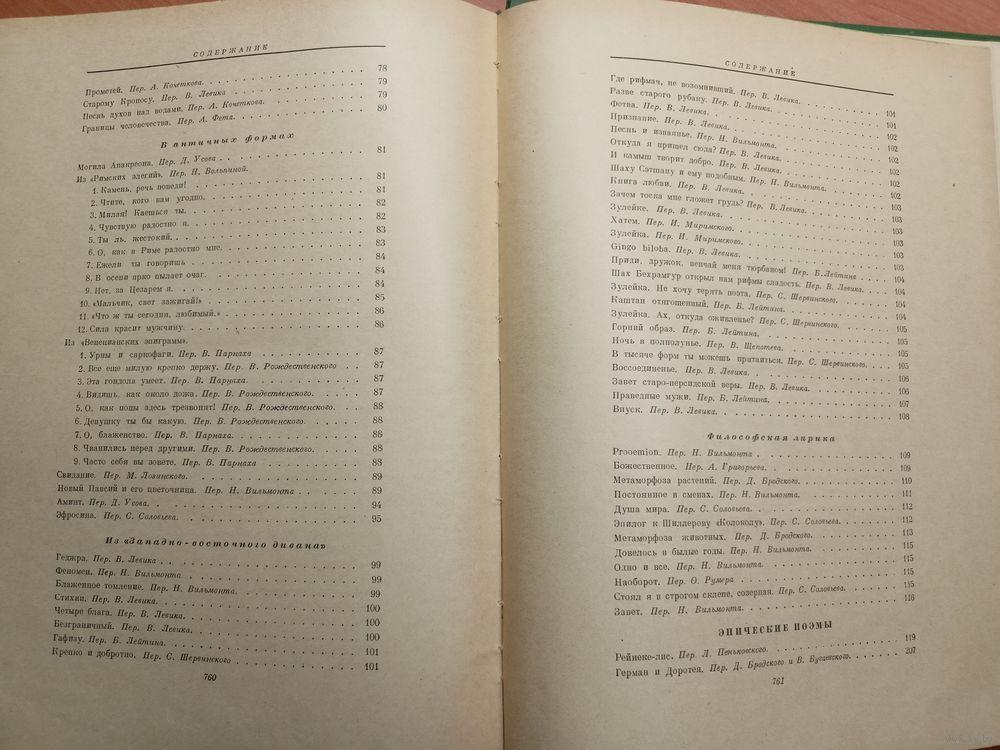 СОДЕРЖАНИЕ
Прометей. Пер. А. Кочеткова. 78
Старому Кроносу. Пер. В. Левика 79
Песнь духов над водами. Пер. А. Кочеткова. 79
Границы человечества. Пер. А. Фета. 80
В античных формах
Могила Анакреона. Пер. Д. Усова 81
Из «Римских элегий». Пер. Н. Вольпиной.
1. Камень, речь поведи! 81
2. Чтите, кого вам угодно. 81
3. Милая! Каешься ты. 82
4. Чувствую радостно я. 82
5. Ты ль, жестокий. 83
6. О, как в Риме радостно мне. 83
7. Ежели ты говоришь 84
8. В осени ярко пылает очаг. 84
9. Нет, за Цезарем я. 84
10. «Мальчик, свет зажигай!» 85
11. «Что ж ты сегодня, любимый.» 86
12. Сила красит мужчину. 86
Из «Венецианских эпиграмм».
1. Урны и саркофаги. Пер. В. Парнаха 87
2. Все еще милую крепко держу. Пер. В. Рождественского 87
3. Эта гондола умеет. Пер. В. Парнаха. 87
4. Видишь, как около дожа. Пер. В. Рождественского. 87
5. О, как попы здесь трезвонят! Пер. В. Рождественского. 88
6. Девушку ты бы какую. Пер. В. Рождественского. 88
7. О, блаженство. Пер. В. Парнаха. 88
8. Чванились перед другими. Пер. В. Рождественского. 88
9. Часто себя вы зовете. Пер. В. Парнаха 88
Свидание. Пер. М. Лозинского. 89
Новый Павсий и его цветочница. Пер. Н. Вильмонта 89
Аминт. Пер. Д. Усова. 94
Эфросина. Пер. С. Соловьева. 95
Из «Западно-восточного дивана»
Геджра. Пер. В. Левика 99
Феномен. Пер. Н. Вильмонта 99
Блаженное томление. Пер. Н. Вильмонта. 99
Стихии. Пер. В. Левика. 100
Четыре блага. Пер. В. Левика. 100
Безграничный. Пер. В. Левика. 100
Гафизу. Пер. Б. Лейтина. 101
Крепко и добротно. Пер. С. Шервинского 101
760
СОДЕРЖАНИЕ
Где рифмач, не возомнивший. Пер. В. Левика. 101
Разве старого рубаку. Пер. В. Левика. 101
Фетва. Пер. В. Левика. 102
Признание. Пер. В. Левика. 102
Песнь и изваянье. Пер. Н. Вильмонта. 102
Откуда я пришел сюда? Пер. В. Левика. 102
И камыш творит добро. Пер. В. Левика. 102
Шаху Сэтшану и ему подобным. Пер. Н. Вильмонта. 102
Книга любви. Пер. В. Левика. 103
Зачем тоска мне гложет грудь? Пер. В. Левика. 103
Зулейке. Пер. В. Левика. 103
Хатем. Пер. И. Миримского. 103
Зулейка. Пер. И. Миримского. 103
Gingo biloba. Пер. В. Левика. 103
Приди, дружок, венчай меня тюрбаном! Пер. Б. Лейтина 104
Шах Бехрамгур открыл нам рифмы сладость. Пер. В. Левика. 104
Зулейка. Не хочу терять поэта. Пер. С. Шервинского. 104
Каштан отягощенный. Пер. Б. Лейтина. 104
Зулейка. Ах, откуда оживленье? Пер. С. Шервинского. 105
Горний образ. Пер. Б. Лейтина. 105
Ночь в полнолунье. Пер. В. Щепотева. 105
В тысяче форм ты можешь притаиться. Пер. С. Шервинского. 105
Воссоединенье. Пер. В. Левика. 106
Завет старо-персидской веры. Пер. В. Левика 106
Праведные мужи. Пер. Б. Лейтина. 107
Впуск. Пер. В. Левика. 108
Философская лирика
Prooemion. Пер. Н. Вильмонта 109
Божественное. Пер. А. Григорьева. 109
Метаморфоза растений. Пер. Д. Бродского. 110
Постоянное в сменах. Пер. Н. Вильмонта. 111
Душа мира. Пер. С. Соловьева. 112
Эпилог к Шиллерову «Колоколу». Пер. С. Соловьева. 112
Метаморфоза животных. Пер. Д. Бродского. 113
Довелось в былые годы. Пер. Н. Вильмонта. 115
Одно и все. Пер. Н. Вильмонта. 115
Наоборот. Пер. О. Румера 115
Стоял я в строгом склепе, созерцая. Пер. С. Соловьева. 115
Завет. Пер. Н. Вильмонта. 116
ЭПИЧЕСКИЕ ПОЭМЫ
Рейнеке-лис. Пер. Л. Пеньковского. 119
Герман и Доротея. Пер. Д. Бродского и В. Бугаевского. 207
761